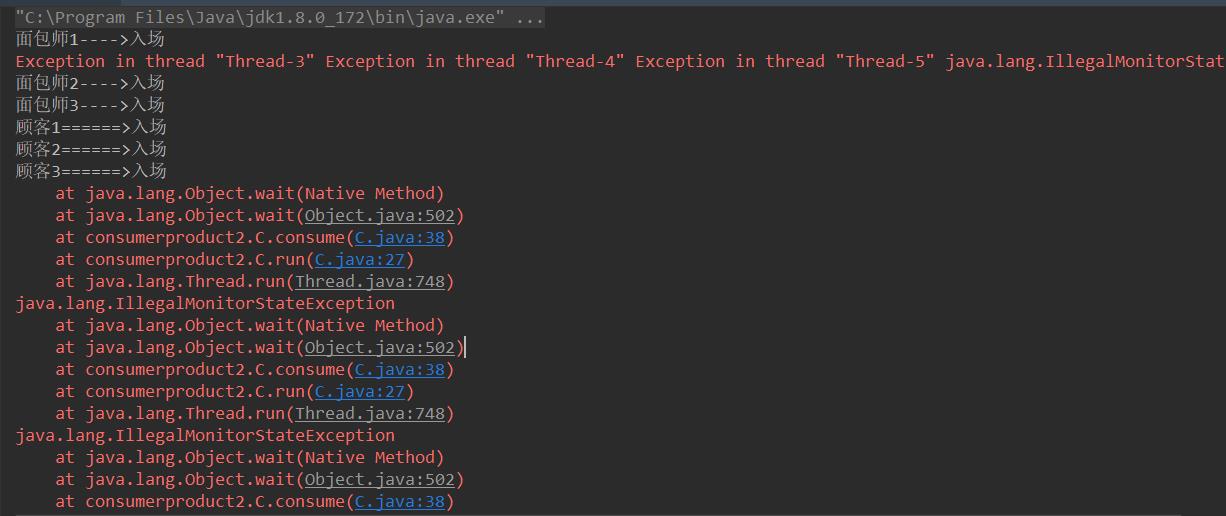 "C:\Program Files\Java\jdk1.8.0_172\bin\java.exe" ...
面包师1---->入场
Exception in thread "Thread-3" Exception in thread "Thread-4" Exception in thread "Thread-5" java.lang.IllegalMonitorStat
面包师2---->入场
面包师3---->入场
顾客1======>入场
顾客2======>入场
顾客3======>入场
at java.lang.Object.wait(Native Method)
at java.lang.Object.wait(Object.java:502)
at consumerproduct2.C.consume(C.java:38)
at consumerproduct2.C.run(C.java:27)
at java.lang.Thread.run(Thread.java:748)
java.lang.IllegalMonitorStateException
at java.lang.Object.wait(Native Method)
at java.lang.Object.wait(Object.java:502)
at consumerproduct2.C.consume(C.java:38)
at consumerproduct2.C.run(C.java:27)
at java.lang.Thread.run(Thread.java:748)
java.lang.IllegalMonitorStateException
at java.lang.Object.wait(Native Method)
at java.lang.Object.wait(Object.java:502)
at consumerproduct2.C.consume(C.java:38)